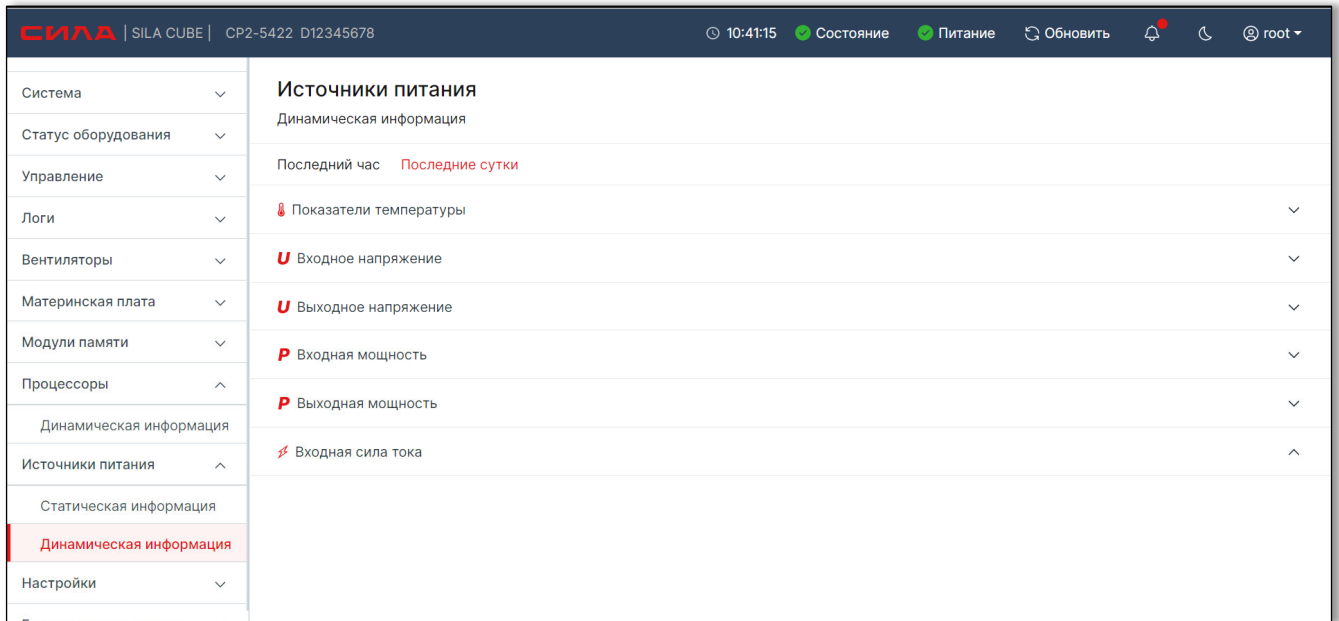 СИЛА | SILA CUBE | CP2-5422 D12345678 10:41:15 Состояние Питание Обновить root
Система
Статус оборудования
Управление
Логи
Вентиляторы
Материнская плата
Модули памяти
Процессоры
Динамическая информация
Источники питания
Статическая информация
Динамическая информация
Настройки
Источники питания
Динамическая информация
Последний час Последние сутки
Показатели температуры
U Входное напряжение
U Выходное напряжение
P Входная мощность
P Выходная мощность
Входная сила тока